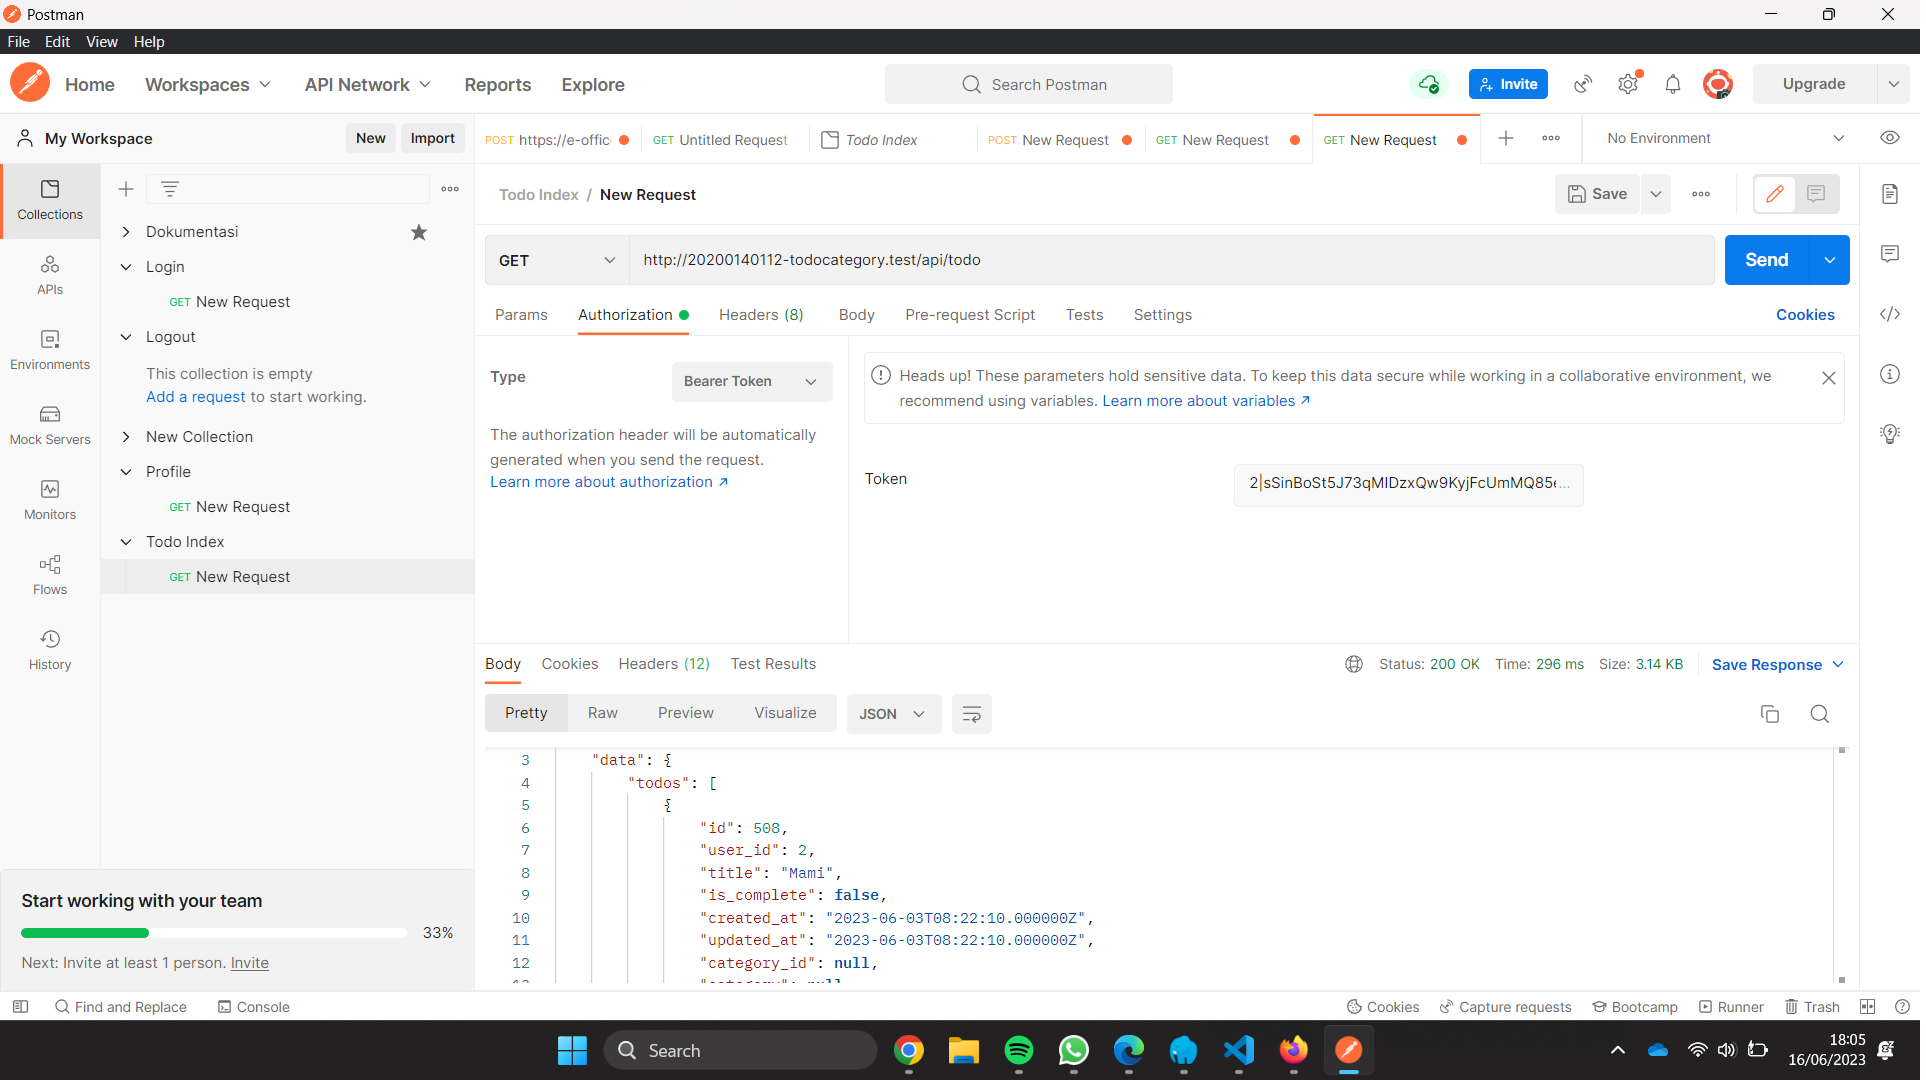 Postman
File Edit View Help
Home Workspaces API Network Reports Explore Search Postman Invite Upgrade
My Workspace New Import POST https://e-offic GET Untitled Request Todo Index POST New Request GET New Request GET New Request No Environment
Todo Index / New Request Save
Collections
APIs
Environments
Mock Servers
Monitors
Flows
History
Dokumentasi
Login
GET New Request
Logout
This collection is empty
Add a request to start working.
New Collection
Profile
GET New Request
Todo Index
GET New Request
Start working with your team
33%
Next: Invite at least 1 person. Invite
GET http://20200140112-todocategory.test/api/todo Send
Params Authorization Headers (8) Body Pre-request Script Tests Settings Cookies
Type Bearer Token
The authorization header will be automatically
generated when you send the request.
Learn more about authorization ↗
Heads up! These parameters hold sensitive data. To keep this data secure while working in a collaborative environment, we
recommend using variables. Learn more about variables ↗
Token 2|sSinBoSt5J73qMIDzxQw9KyjFcUmMQ85...
Body Cookies Headers (12) Test Results Status: 200 OK Time: 296 ms Size: 3.14 KB Save Response
Pretty Raw Preview Visualize JSON
3 "data": {
4 "todos": [
5 {
6 "id": 508,
7 "user_id": 2,
8 "title": "Mami",
9 "is_complete": false,
10 "created_at": "2023-06-03T08:22:10.000000Z",
11 "updated_at": "2023-06-03T08:22:10.000000Z",
12 "category_id": null,
Find and Replace Console Cookies Capture requests Bootcamp Runner Trash
Search
18:05
16/06/2023